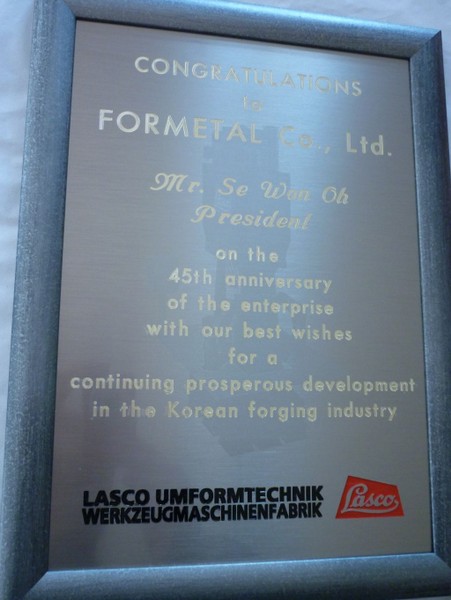 CONGRATULATIONS
to
FORMETAL Co., Ltd.
Mr. Se Won Oh
President
on the
45th anniversary
of the enterprise
with our best wishes
for a
continuing prosperous development
in the Korean forging industry
LASCO UMFORMTECHNIK
WERKZEUGMASCHINENFABRIK
Lasco